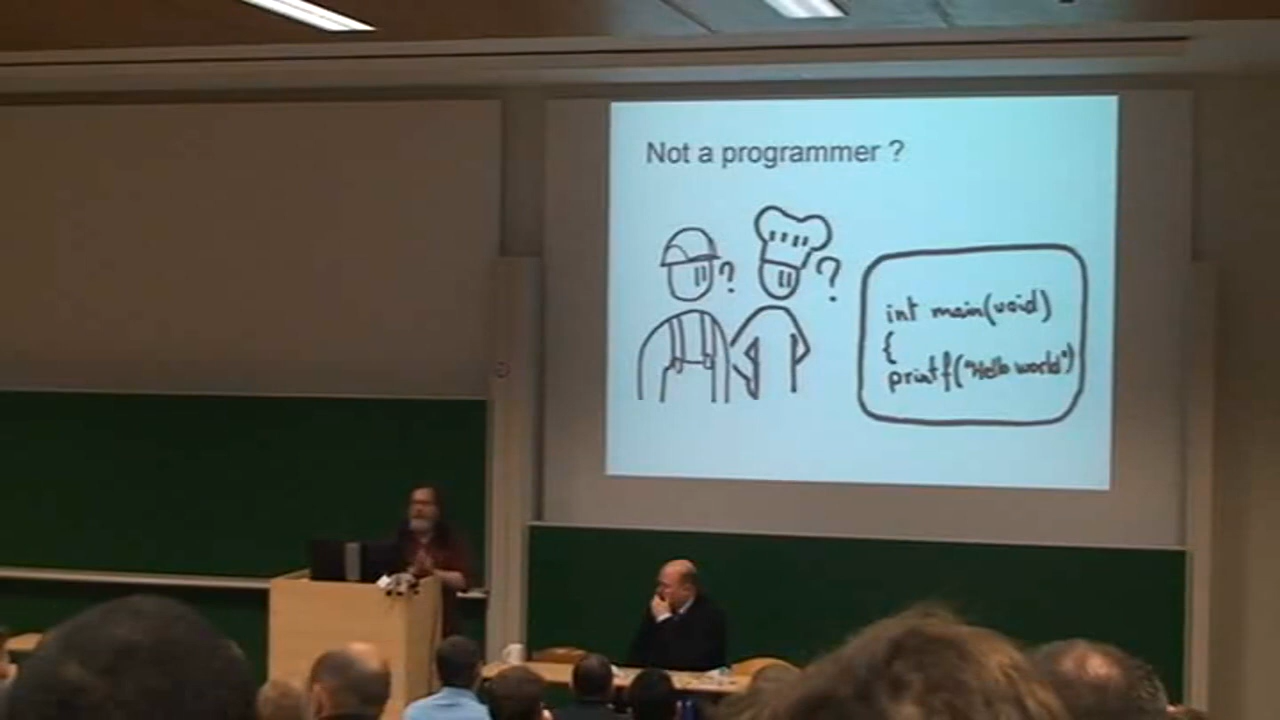 Not a programmer ?
? ?
int main(void)
{
printf("Hello world")